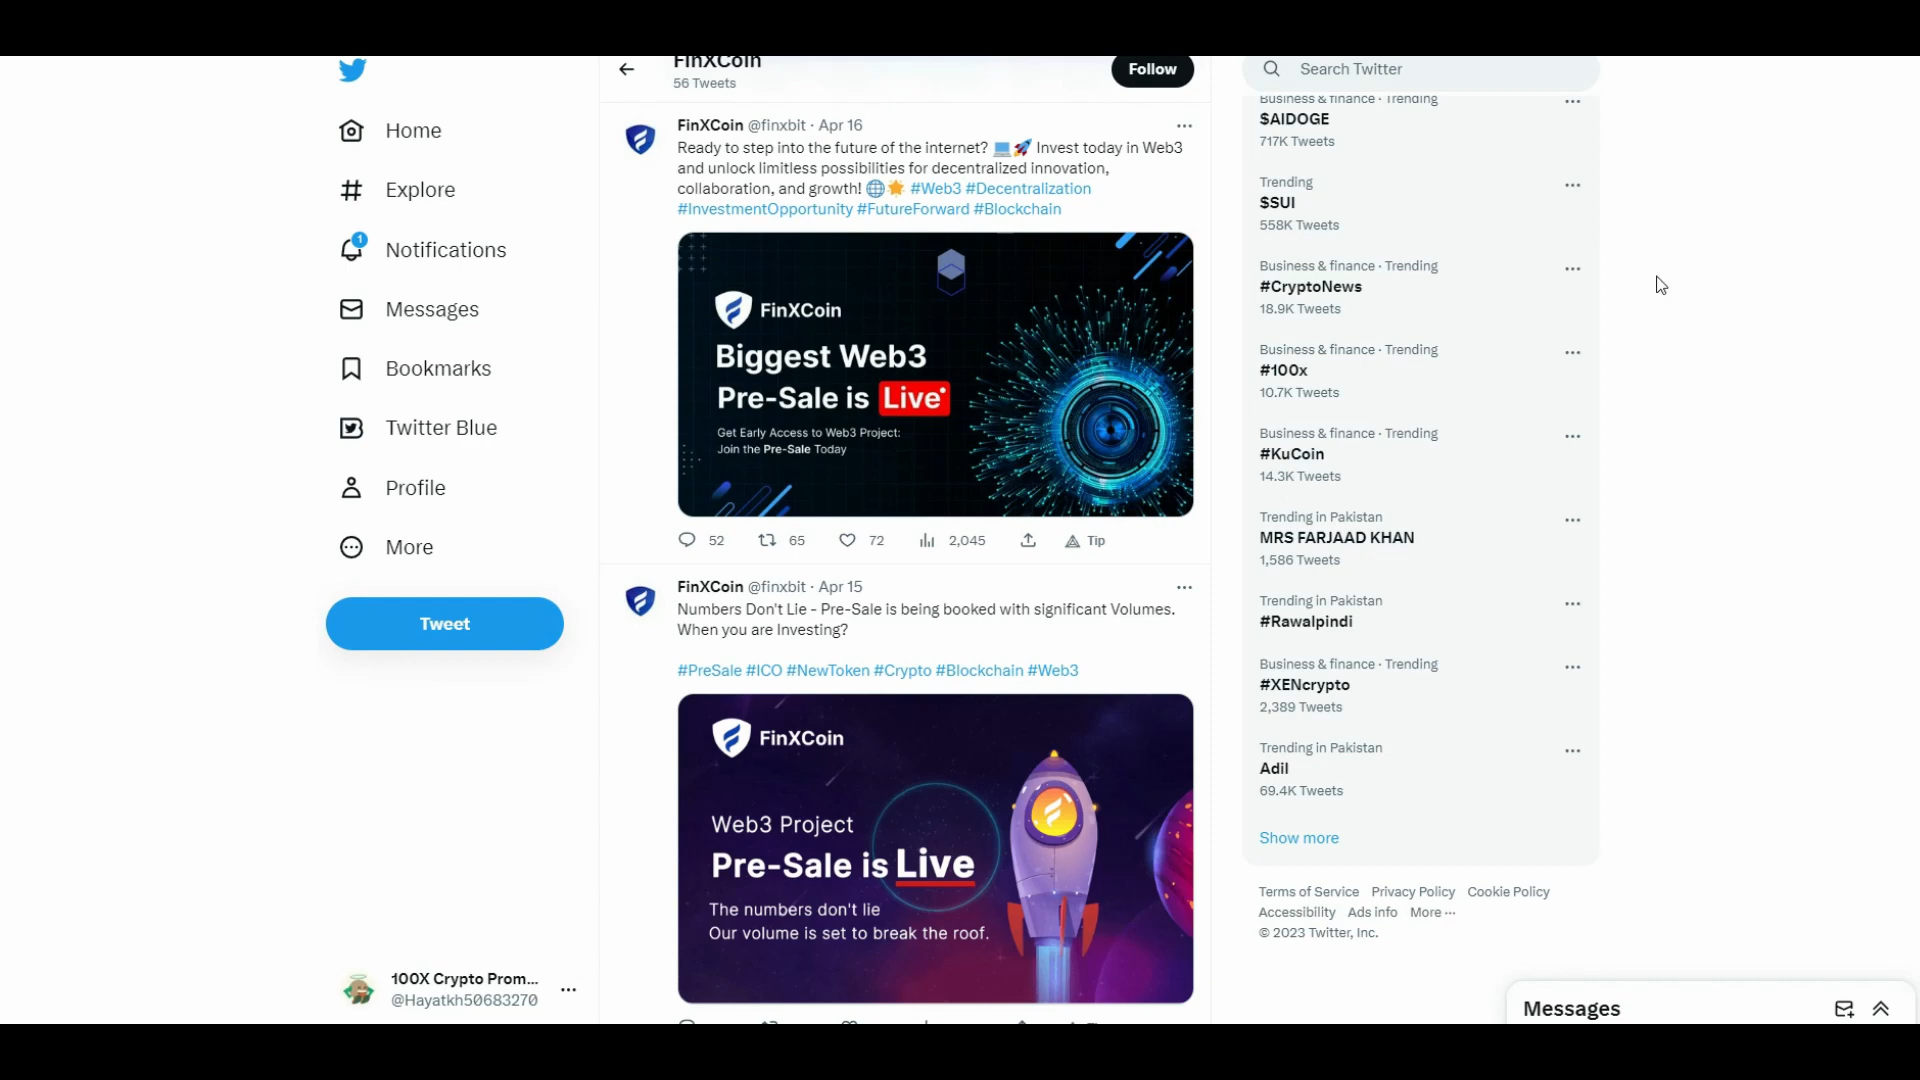 Home
Explore
1
Notifications
Messages
Bookmarks
Twitter Blue
Profile
More
Tweet
100X Crypto Prom...
@Hayatkh50683270
FinXCoin
56 Tweets
Follow
FinXCoin @finxbit · Apr 16
Ready to step into the future of the internet? 💻🚀 Invest today in Web3
and unlock limitless possibilities for decentralized innovation,
collaboration, and growth! 🌐🌟 #Web3 #Decentralization
#InvestmentOpportunity #FutureForward #Blockchain
FinXCoin
Biggest Web3
Pre-Sale is Live
Get Early Access to Web3 Project:
Join the Pre-Sale Today
52 65 72 2,045 Tip
FinXCoin @finxbit · Apr 15
Numbers Don't Lie - Pre-Sale is being booked with significant Volumes.
When you are Investing?
#PreSale #ICO #NewToken #Crypto #Blockchain #Web3
FinXCoin
Web3 Project
Pre-Sale is Live
The numbers don't lie
Our volume is set to break the roof.
Search Twitter
Business & finance · Trending
$AIDOGE
717K Tweets
Trending
$SUI
558K Tweets
Business & finance · Trending
#CryptoNews
18.9K Tweets
Business & finance · Trending
#100x
10.7K Tweets
Business & finance · Trending
#KuCoin
14.3K Tweets
Trending in Pakistan
MRS FARJAAD KHAN
1,586 Tweets
Trending in Pakistan
#Rawalpindi
Business & finance · Trending
#XENcrypto
2,389 Tweets
Trending in Pakistan
Adil
69.4K Tweets
Show more
Terms of Service Privacy Policy Cookie Policy
Accessibility Ads info More ···
© 2023 Twitter, Inc.
Messages